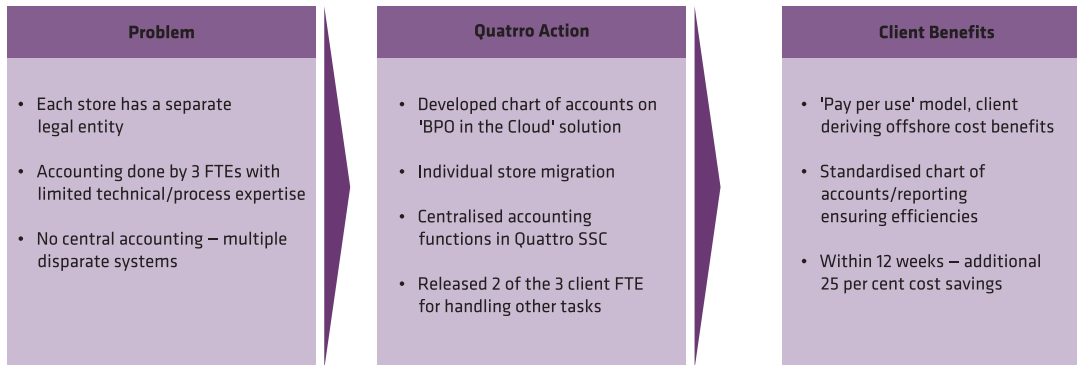 Problem
• Each store has a separate
legal entity
• Accounting done by 3 FTEs with
limited technical/process expertise
• No central accounting – multiple
disparate systems
Quatrro Action
• Developed chart of accounts on
'BPO in the Cloud' solution
• Individual store migration
• Centralised accounting
functions in Quattro SSC
• Released 2 of the 3 client FTE
for handling other tasks
Client Benefits
• 'Pay per use' model, client
deriving offshore cost benefits
• Standardised chart of
accounts/reporting
ensuring efficiencies
• Within 12 weeks – additional
25 per cent cost savings